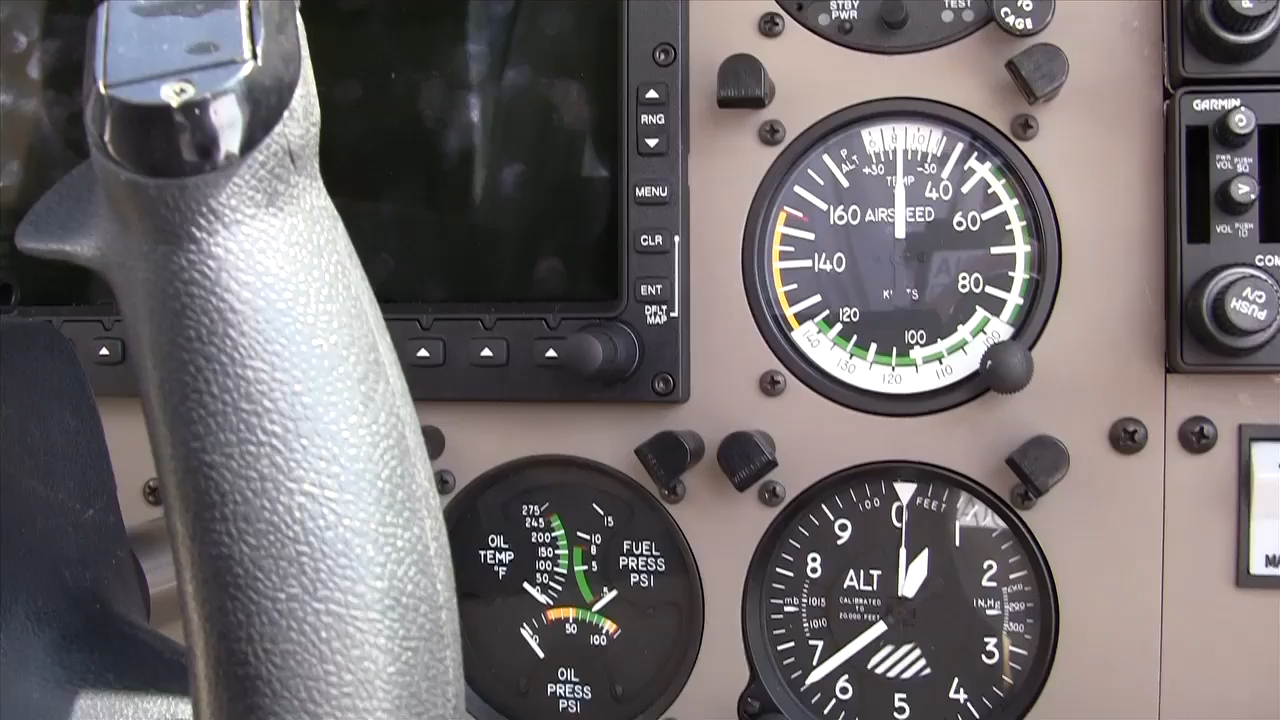 STBY
PWR
TEST
TO
CAGE
RNG
MENU
CLR
ENT
DFLT
MAP
GARMIN
PWR
VOL
PUSH
SQ
VOL
PUSH
ID
COM
PUSH
C/V
P
ALT
+30
-30
TEMP
40
160
AIRSPEED
60
140
80
KNOTS
120
100
140
130
120
110
100
275
245
200
150
100
50
OIL
TEMP
°F
15
10
8
5
FUEL
PRESS
PSI
0
50
100
OIL
PRESS
PSI
100
FEET
0
1
9
8
2
ALT
CALIBRATED
TO
20,000 FEET
mb
1015
1010
IN.Hg
29.9
30.0
7
3
6
5
4